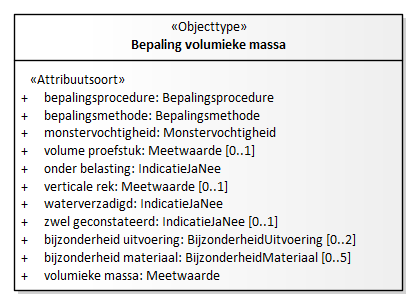 «Objecttype»
Bepaling volumieke massa
«Attribuutsoort»
+ bepalingsprocedure: Bepalingsprocedure
+ bepalingsmethode: Bepalingsmethode
+ monstervochtigheid: Monstervochtigheid
+ volume proefstuk: Meetwaarde [0..1]
+ onder belasting: IndicatieJaNee
+ verticale rek: Meetwaarde [0..1]
+ waterverzadigd: IndicatieJaNee
+ zwel geconstateerd: IndicatieJaNee [0..1]
+ bijzonderheid uitvoering: BijzonderheidUitvoering [0..2]
+ bijzonderheid materiaal: BijzonderheidMateriaal [0..5]
+ volumieke massa: Meetwaarde